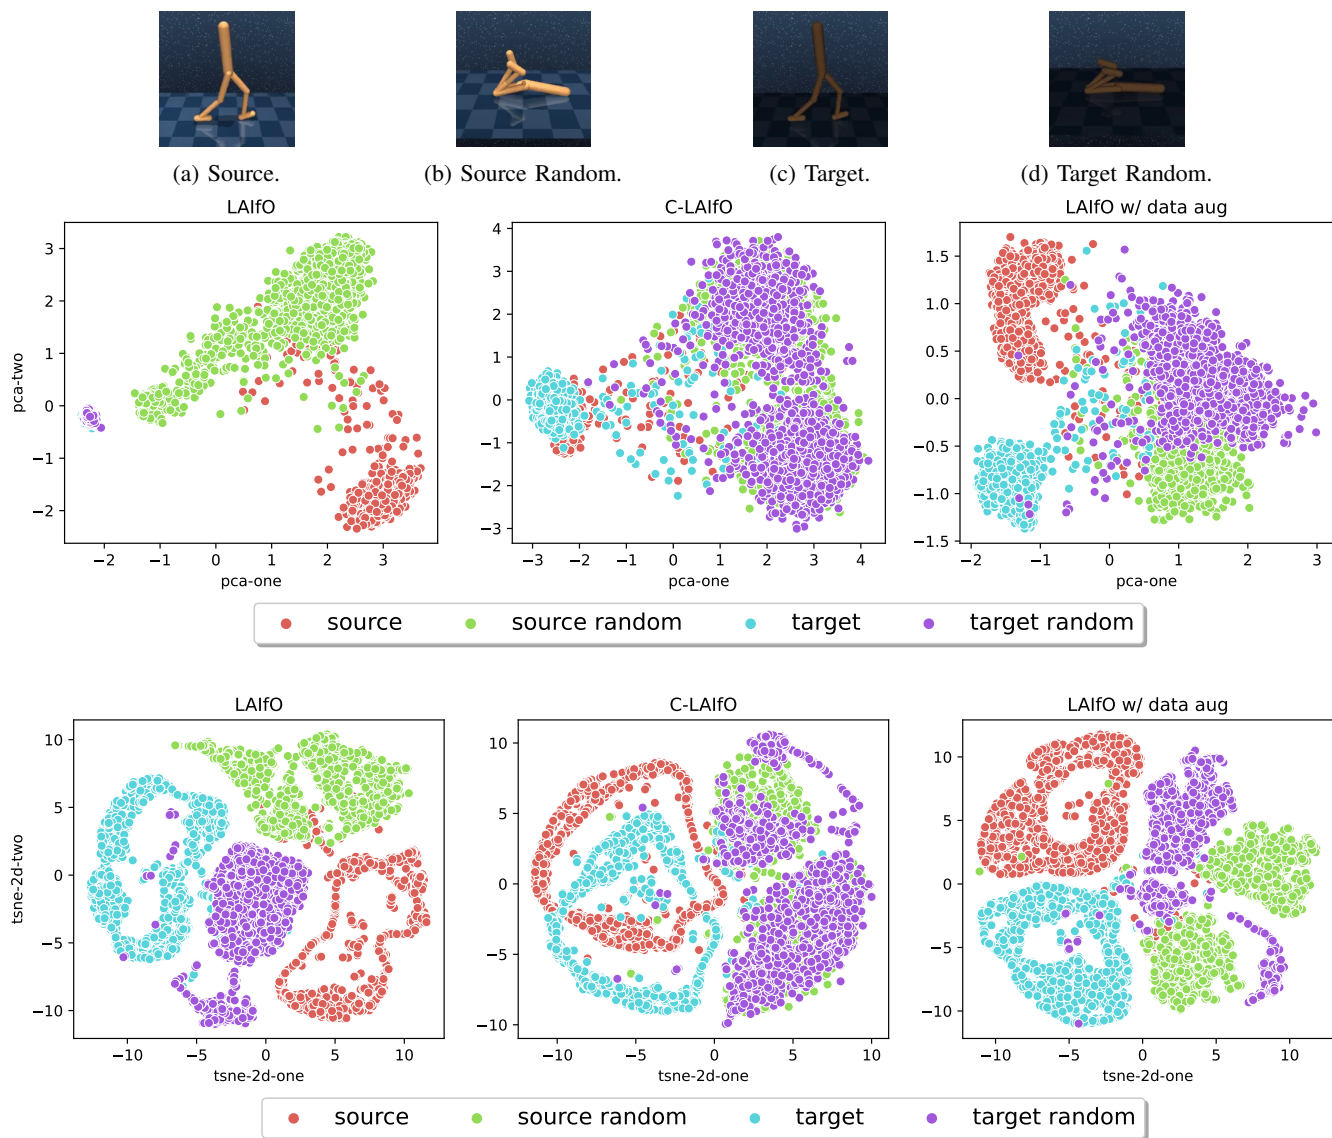 (a) Source.
(b) Source Random.
(c) Target.
(d) Target Random.
LAIfO
C-LAIfO
LAIfO w/ data aug
pca-two
3
2
1
0
−1
−2
−2 −1 0 1 2 3
pca-one
4
3
2
1
0
−1
−2
−3
−3 −2 −1 0 1 2 3 4
pca-one
1.5
1.0
0.5
0.0
−0.5
−1.0
−1.5
−2 −1 0 1 2 3
pca-one
source source random target target random
LAIfO
C-LAIfO
LAIfO w/ data aug
tsne-2d-two
10
5
0
−5
−10
−10 −5 0 5 10
tsne-2d-one
10
5
0
−5
−10
−10 −5 0 5 10
tsne-2d-one
10
5
0
−5
−10
−10 −5 0 5 10
tsne-2d-one
source source random target target random